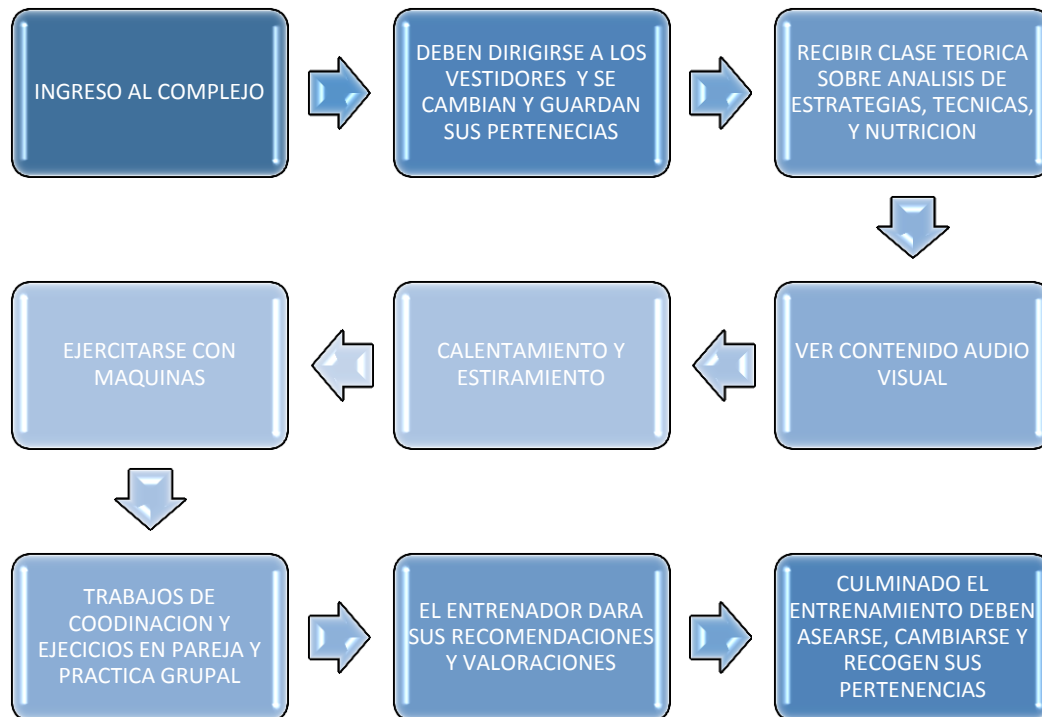 INGRESO AL COMPLEJO
DEBEN DIRIGIRSE A LOS
VESTIDORES Y SE
CAMBIAN Y GUARDAN
SUS PERTENECIAS
RECIBIR CLASE TEORICA
SOBRE ANALISIS DE
ESTRATEGIAS, TECNICAS,
Y NUTRICION
VER CONTENIDO AUDIO
VISUAL
CALENTAMIENTO Y
ESTIRAMIENTO
EJERCITARSE CON
MAQUINAS
TRABAJOS DE
COODINACION Y
EJECICIOS EN PAREJA Y
PRACTICA GRUPAL
EL ENTRENADOR DARA
SUS RECOMENDACIONES
Y VALORACIONES
CULMINADO EL
ENTRENAMIENTO DEBEN
ASEARSE, CAMBIARSE Y
RECOGEN SUS
PERTENENCIAS